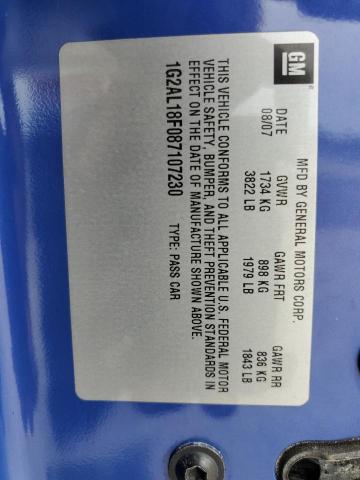 GM
MFD BY GENERAL MOTORS CORP.
DATE GVWR GAWR FRT GAWR RR
08/07 1734 KG 898 KG 836 KG
3822 LB 1979 LB 1843 LB
THIS VEHICLE CONFORMS TO ALL APPLICABLE U.S. FEDERAL MOTOR
VEHICLE SAFETY, BUMPER, AND THEFT PREVENTION STANDARDS IN
EFFECT ON THE DATE OF MANUFACTURE SHOWN ABOVE.
1G2AL18F087107230 TYPE: PASS CAR